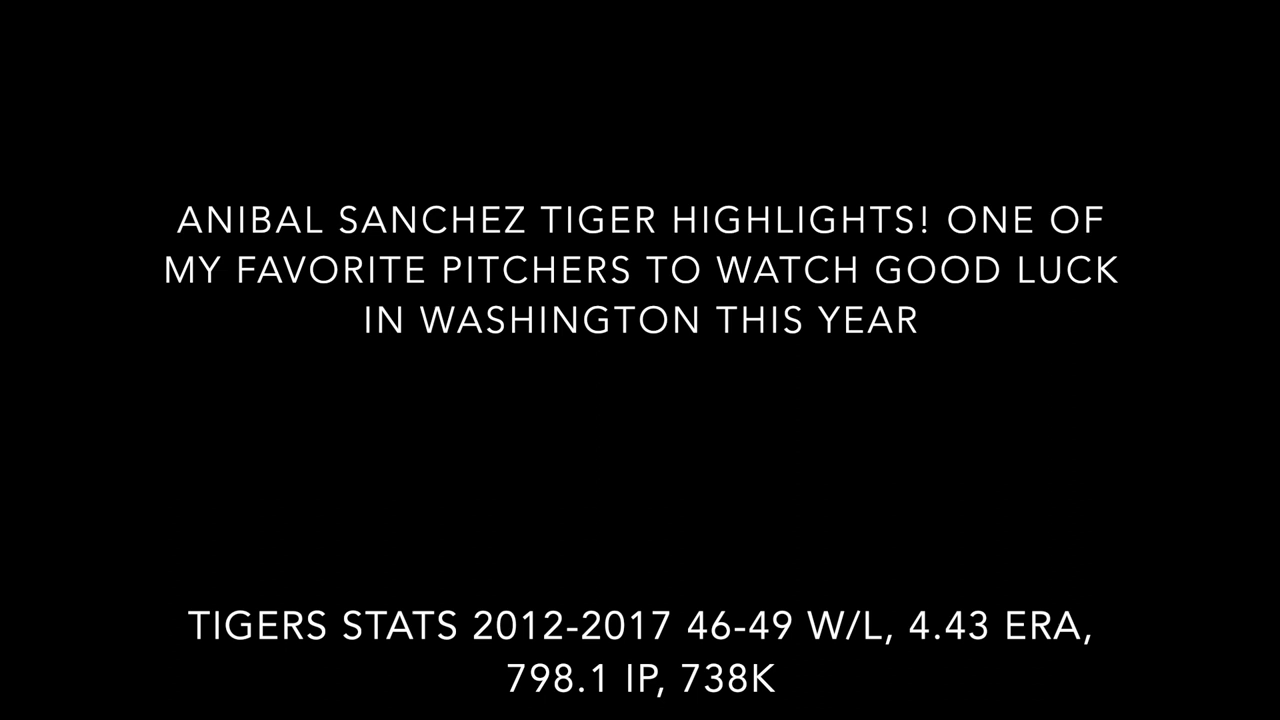 ANIBAL SANCHEZ TIGER HIGHLIGHTS! ONE OF
MY FAVORITE PITCHERS TO WATCH GOOD LUCK
IN WASHINGTON THIS YEAR
TIGERS STATS 2012-2017 46-49 W/L, 4.43 ERA,
798.1 IP, 738K